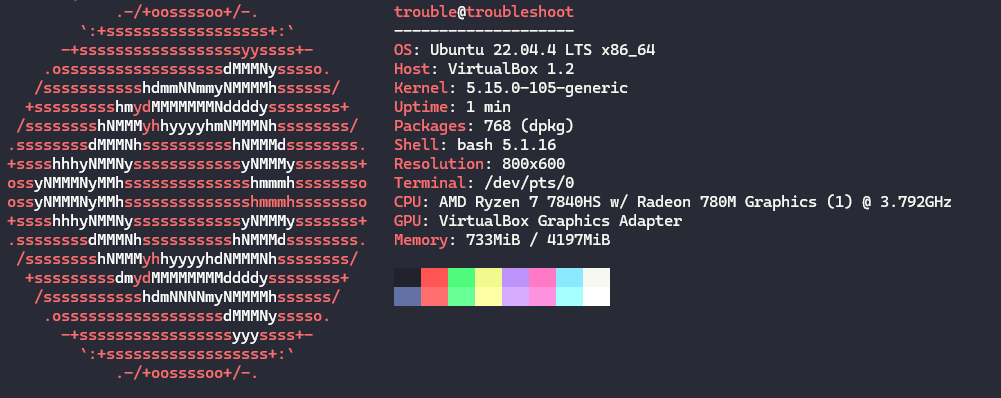 .-/+oossssoo+/-.
        `:+ssssssssssssssssss+:`
      -+ssssssssssssssssssyyssss+-
    .ossssssssssssssssssdMMMNysssso.
   /ssssssssssshdmmNNmmyNMMMMhssssss/
  +ssssssssshmydMMMMMMMNddddyssssssss+
 /sssssssshNMMMyhhyyyyhmNMMMNhssssssss/
.ssssssssdMMMNhsssssssssshNMMMdssssssss.
+sssshhhyNMMNyssssssssssssyNMMMysssssss+
ossyNMMMNyMMhsssssssssssssshmmmhssssssso
ossyNMMMNyMMhsssssssssssssshmmmhssssssso
+sssshhhyNMMNyssssssssssssyNMMMysssssss+
.ssssssssdMMMNhsssssssssshNMMMdssssssss.
 /sssssssshNMMMyhhyyyyhdNMMMNhssssssss/
  +sssssssssdmydMMMMMMMMddddyssssssss+
   /ssssssssssshdmNNNNmyNMMMMhssssss/
    .ossssssssssssssssssdMMMNysssso.
      -+sssssssssssssssssyyyssss+-
        `:+ssssssssssssssssss+:`
            .-/+oossssoo+/-.
trouble@troubleshoot
--------------------
OS: Ubuntu 22.04.4 LTS x86_64
Host: VirtualBox 1.2
Kernel: 5.15.0-105-generic
Uptime: 1 min
Packages: 768 (dpkg)
Shell: bash 5.1.16
Resolution: 800x600
Terminal: /dev/pts/0
CPU: AMD Ryzen 7 7840HS w/ Radeon 780M Graphics (1) @ 3.792GHz
GPU: VirtualBox Graphics Adapter
Memory: 733MiB / 4197MiB